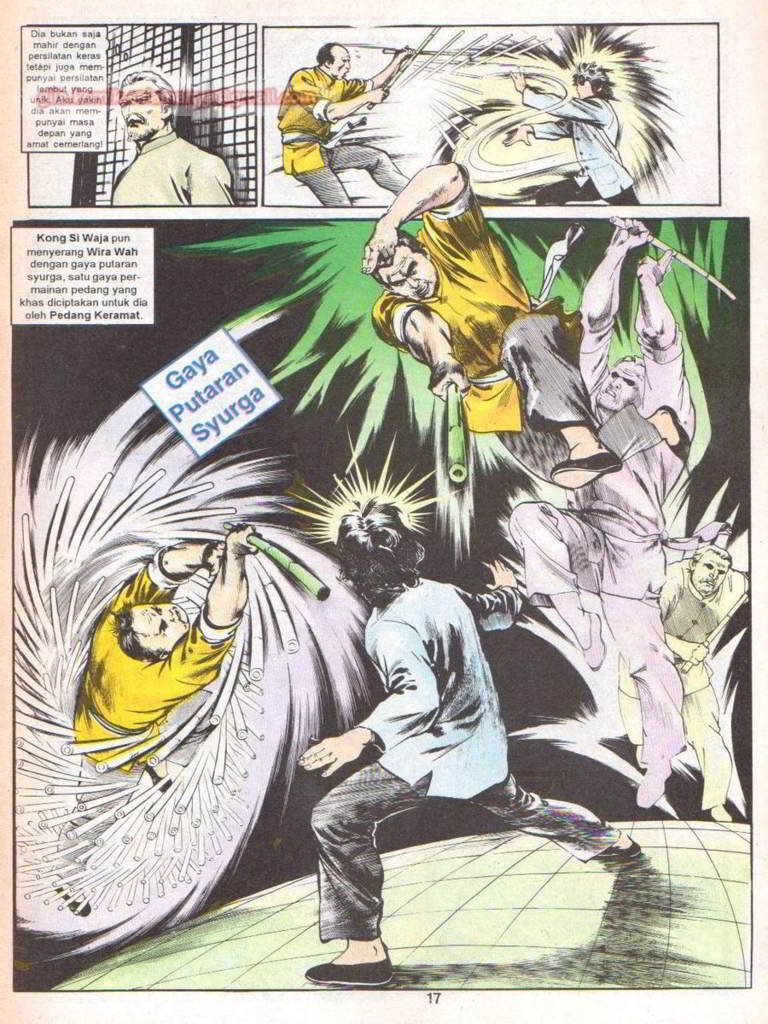 Dia bukan saja
mahir dengan
persilatan keras
tetapi juga mem-
punyai persilatan
lembut yang
unik. Aku yakin
dia akan mem-
punyai masa
depan yang
amat cemerlang!
Kong Si Waja pun
menyerang Wira Wah
dengan gaya putaran
syurga, satu gaya per-
mainan pedang yang
khas diciptakan untuk dia
oleh Pedang Keramat.
Gaya
Putaran
Syurga
17